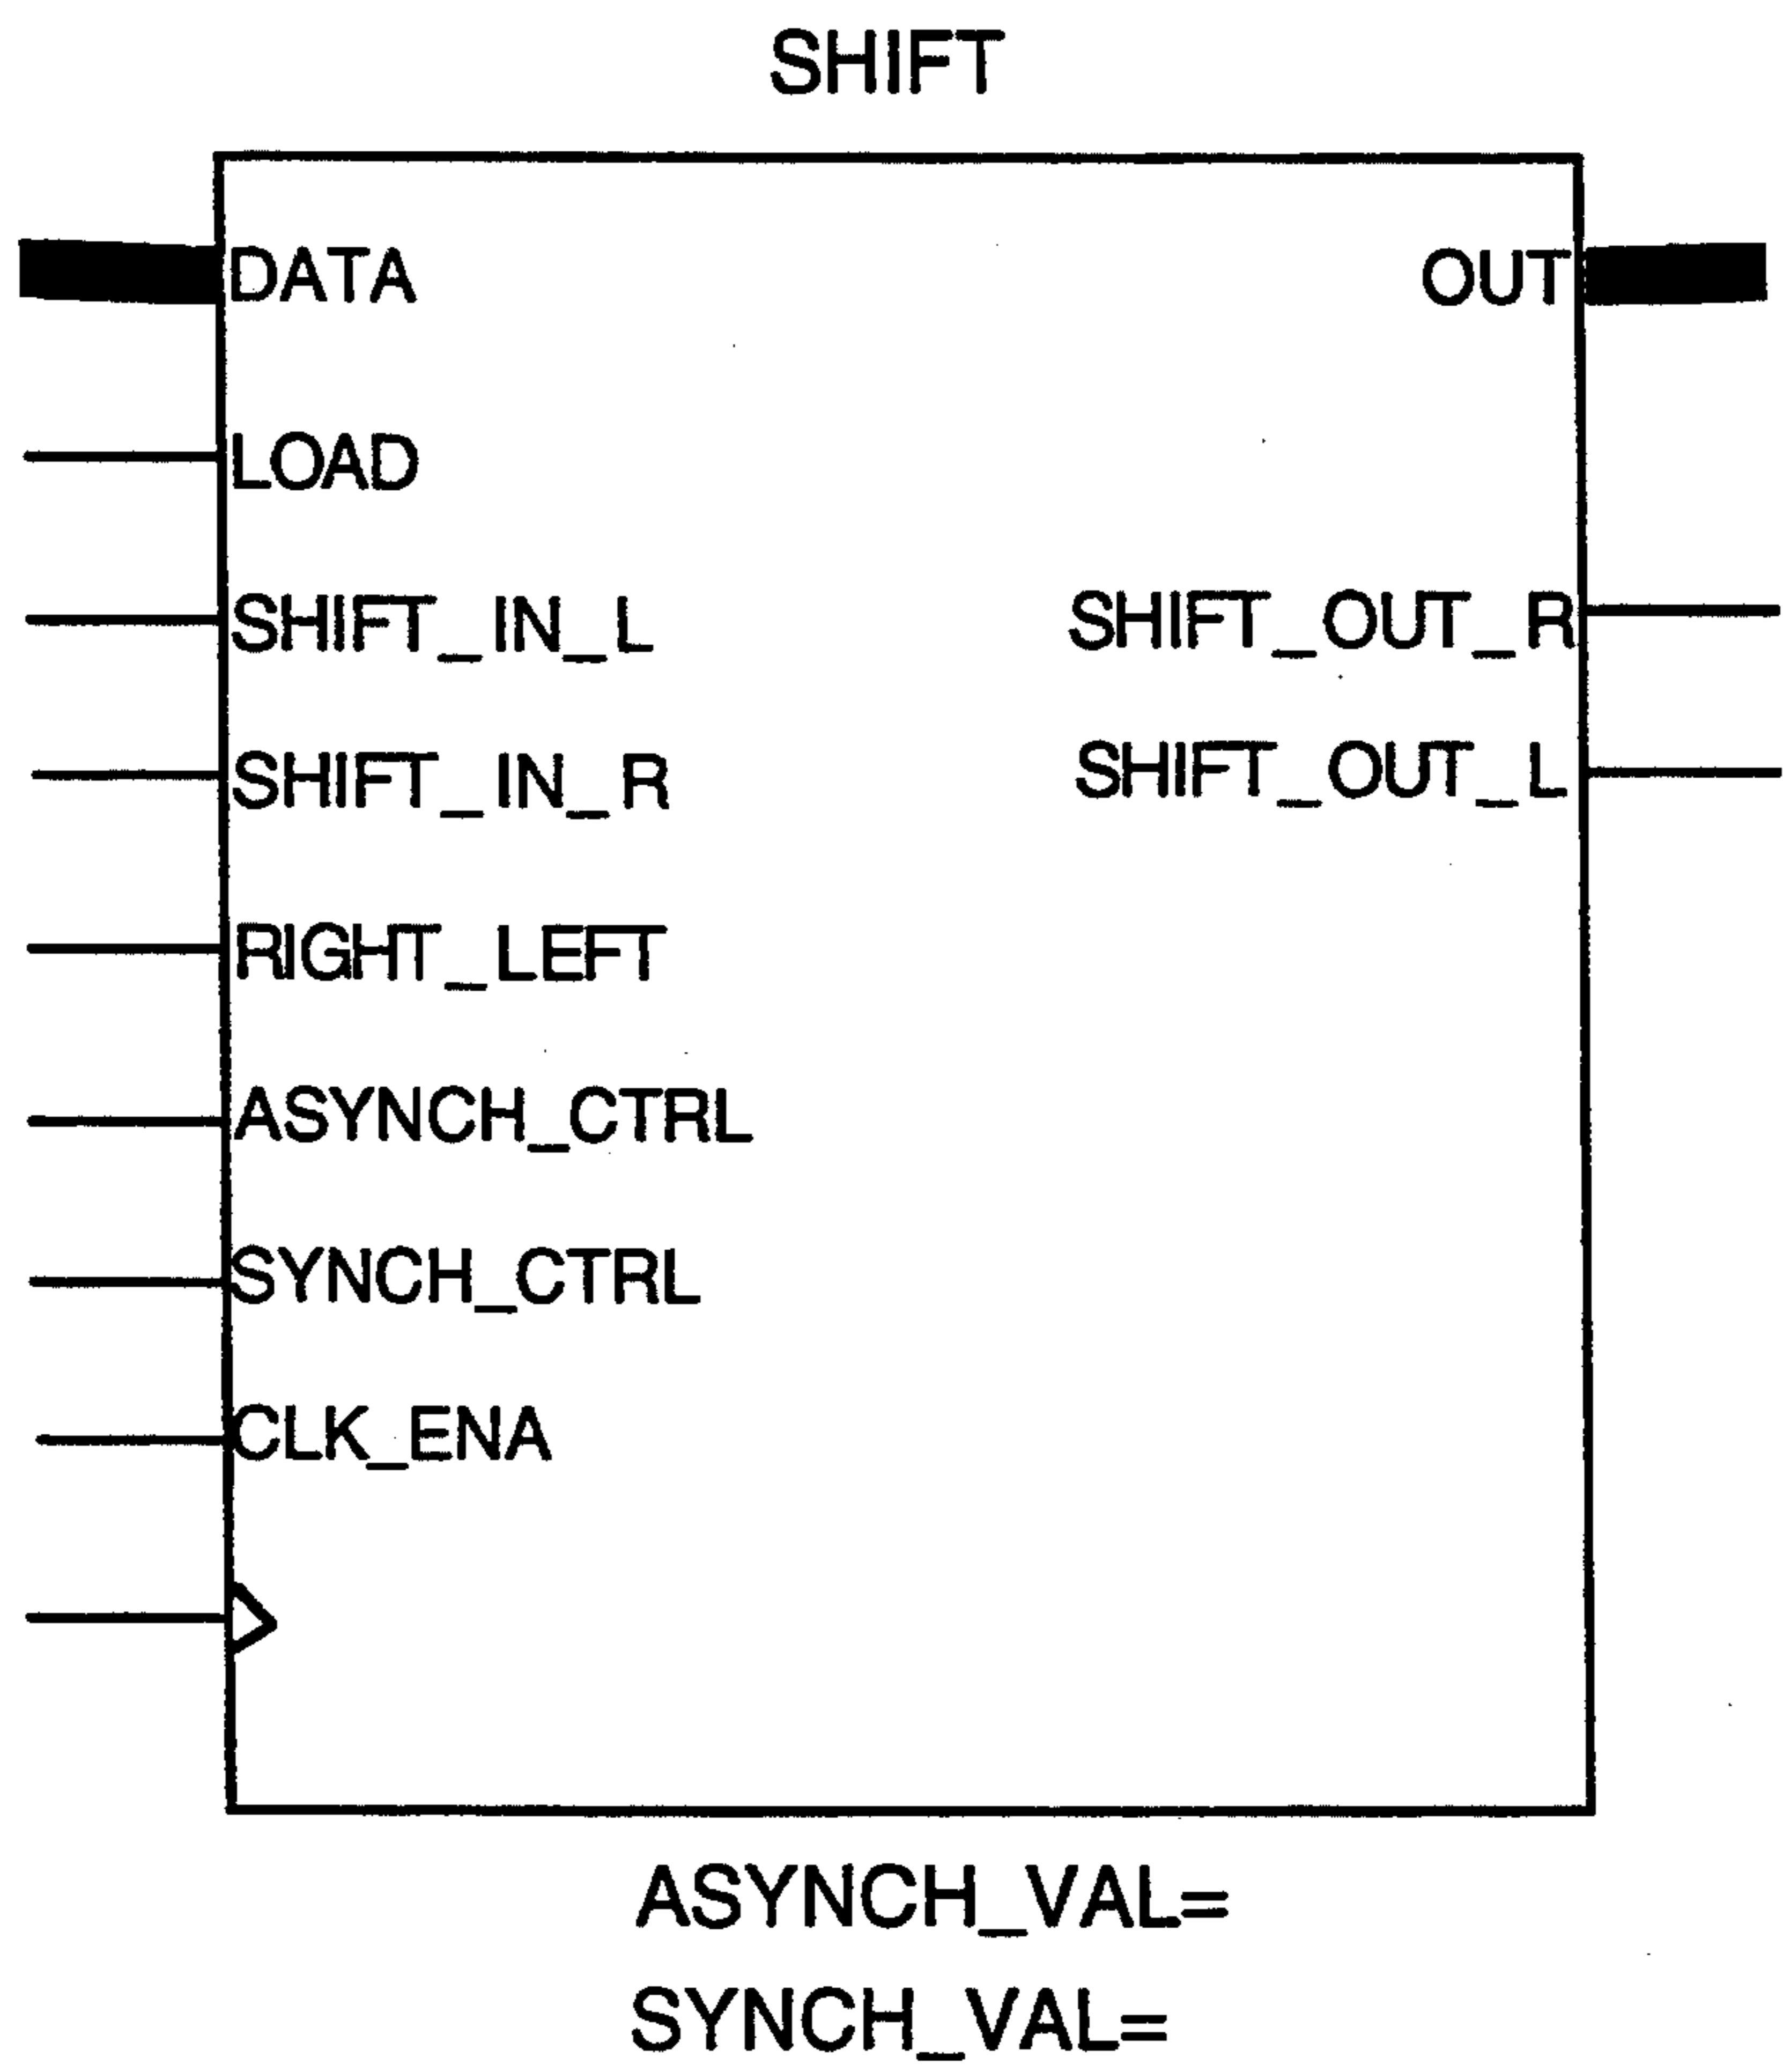 SHIFT
DATA
OUT
LOAD
SHIFT_IN_L
SHIFT_OUT_R
SHIFT_IN_R
SHIFT_OUT_L
RIGHT_LEFT
ASYNCH_CTRL
SYNCH_CTRL
CLK_ENA
ASYNCH_VAL=
SYNCH_VAL=